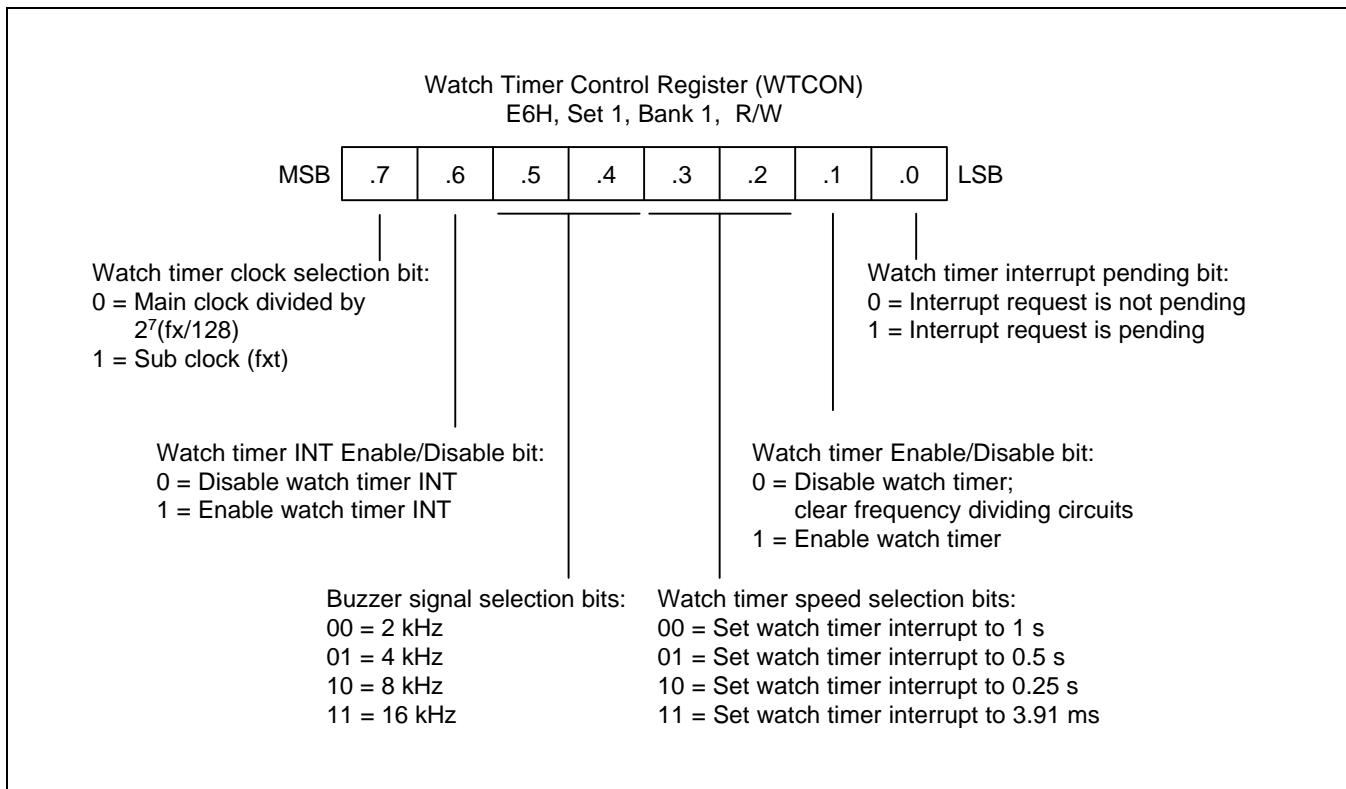 Watch Timer Control Register (WTCON)
E6H, Set 1, Bank 1, R/W
MSB .7 .6 .5 .4 .3 .2 .1 .0 LSB
Watch timer clock selection bit:
0 = Main clock divided by
2⁷(fx/128)
1 = Sub clock (fxt)
Watch timer interrupt pending bit:
0 = Interrupt request is not pending
1 = Interrupt request is pending
Watch timer INT Enable/Disable bit:
0 = Disable watch timer INT
1 = Enable watch timer INT
Watch timer Enable/Disable bit:
0 = Disable watch timer;
clear frequency dividing circuits
1 = Enable watch timer
Buzzer signal selection bits:
00 = 2 kHz
01 = 4 kHz
10 = 8 kHz
11 = 16 kHz
Watch timer speed selection bits:
00 = Set watch timer interrupt to 1 s
01 = Set watch timer interrupt to 0.5 s
10 = Set watch timer interrupt to 0.25 s
11 = Set watch timer interrupt to 3.91 ms